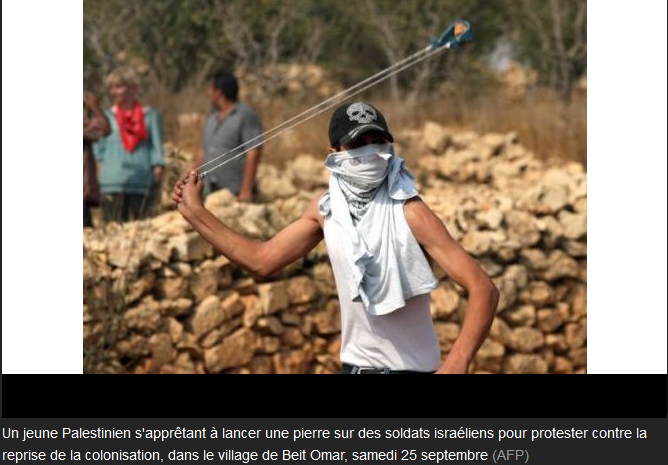 Un jeune Palestinien s'apprêtant à lancer une pierre sur des soldats israéliens pour protester contre la
reprise de la colonisation, dans le village de Beit Omar, samedi 25 septembre (AFP)